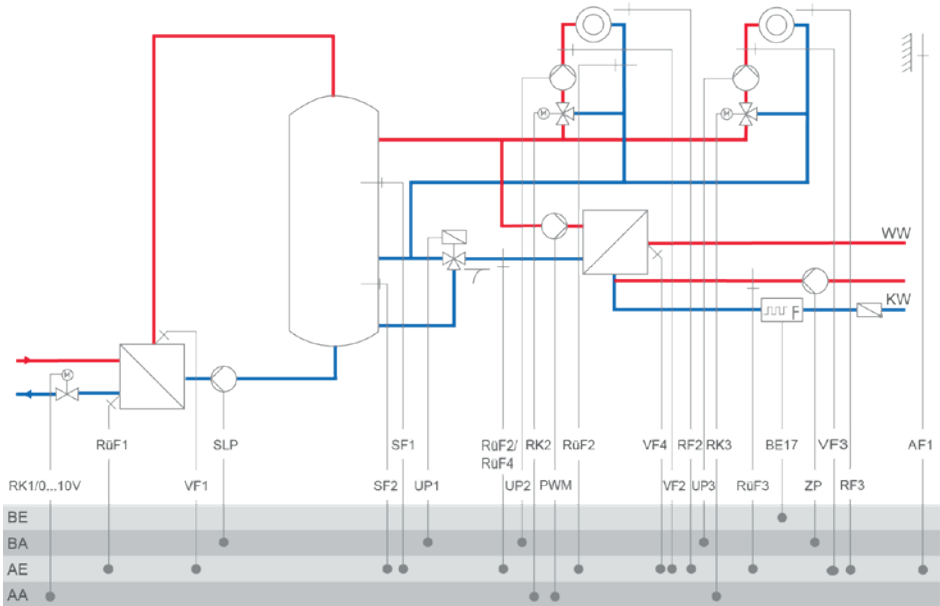 M
M
WW
KW
F
M
RüF1
SLP
SF1
RüF2/
RüF4
RK2
RüF2
VF4
RF2
RK3
BE17
VF3
AF1
RK1/0...10V
VF1
SF2
UP1
UP2
PWM
VF2
UP3
RüF3
ZP
RF3
BE
BA
AE
AA